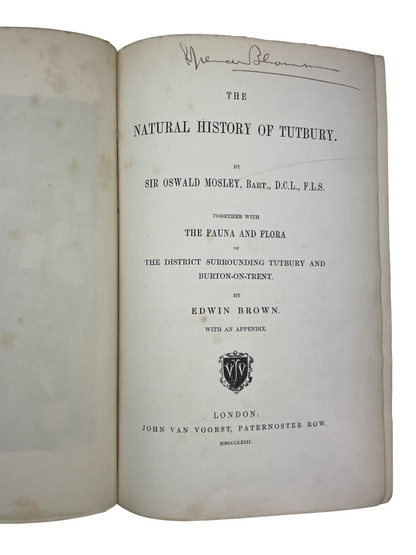 THE
NATURAL HISTORY OF TUTBURY.
BY
SIR OSWALD MOSLEY, BART., D.C.L., F.L.S.
TOGETHER WITH
THE FAUNA AND FLORA
OF
THE DISTRICT SURROUNDING TUTBURY AND
BURTON-ON-TRENT.
BY
EDWIN BROWN.
WITH AN APPENDIX.
LONDON:
JOHN VAN VOORST, PATERNOSTER ROW.
MDCCCLXIII.